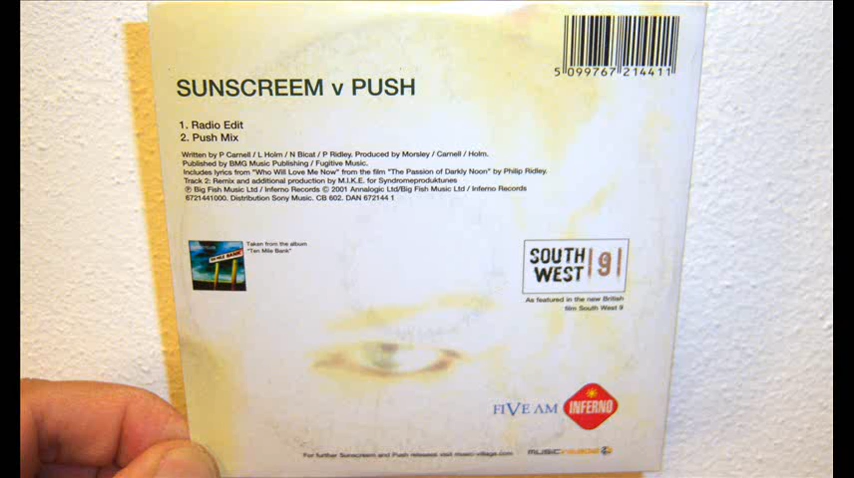 5 099767 214411
SUNSCREEM v PUSH
1. Radio Edit
2. Push Mix
Written by P Carnell / L Holm / N Bicat / P Ridley. Produced by Morsley / Carnell / Holm.
Published by BMG Music Publishing / Fugitive Music.
Includes lyrics from "Who Will Love Me Now" from the film "The Passion of Darkly Noon" by Philip Ridley.
Track 2: Remix and additional production by M.I.K.E. for Syndromeproduktunes
℗ Big Fish Music Ltd / Inferno Records © 2001 Annalogic Ltd/Big Fish Music Ltd / Inferno Records
6721441000. Distribution Sony Music. CB 602. DAN 672144 1
Taken from the album
"Ten Mile Bank"
SOUTH WEST |9|
As featured in the new British
film South West 9
FIVE AM
INFERNO
For further Sunscreem and Push releases visit music-village.com
MUSICVILLAGE